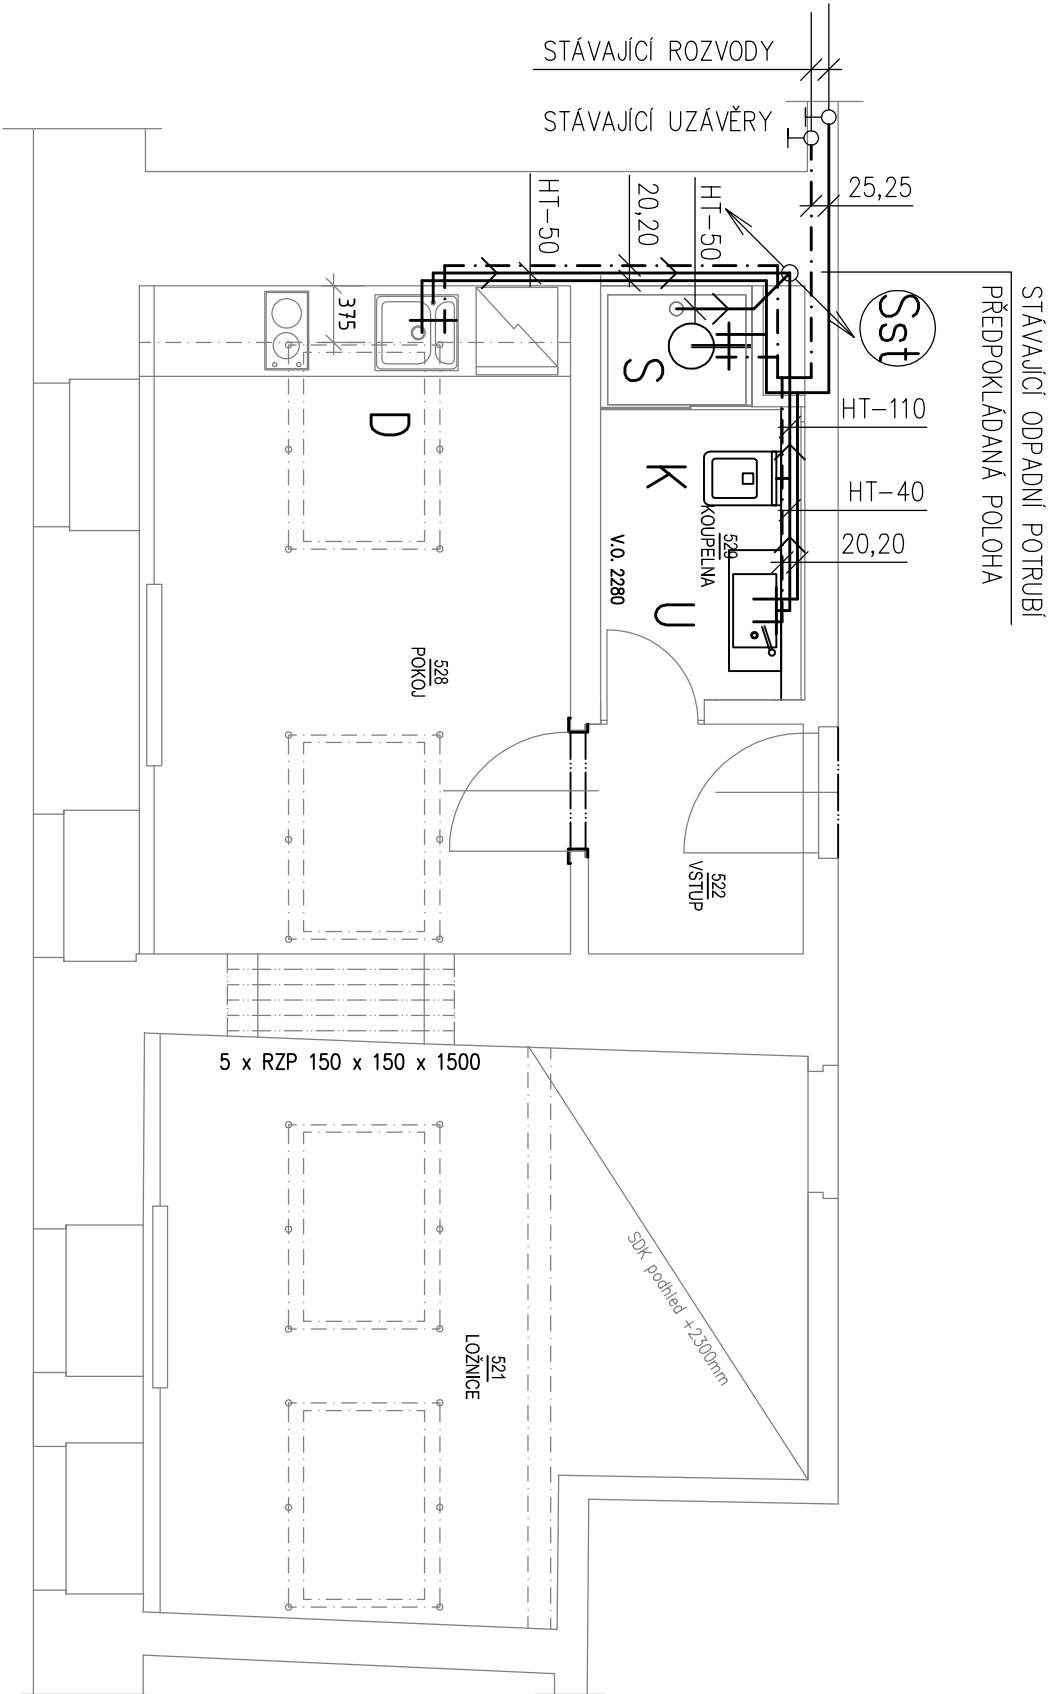 STÁVAJÍCÍ ROZVODY
STÁVAJÍCÍ UZÁVĚRY
25,25
HT-50
20,20
HT-50
Sst
STÁVAJÍCÍ ODPADNÍ POTRUBÍ
PŘEDPOKLÁDANÁ POLOHA
375
S
HT-110
D
K
HT-40
529
KOUPELNA
V.O. 2280
20,20
U
528
POKOJ
522
VSTUP
5 x RZP 150 x 150 x 1500
SDK podhled +2300mm
521
LOŽNICE